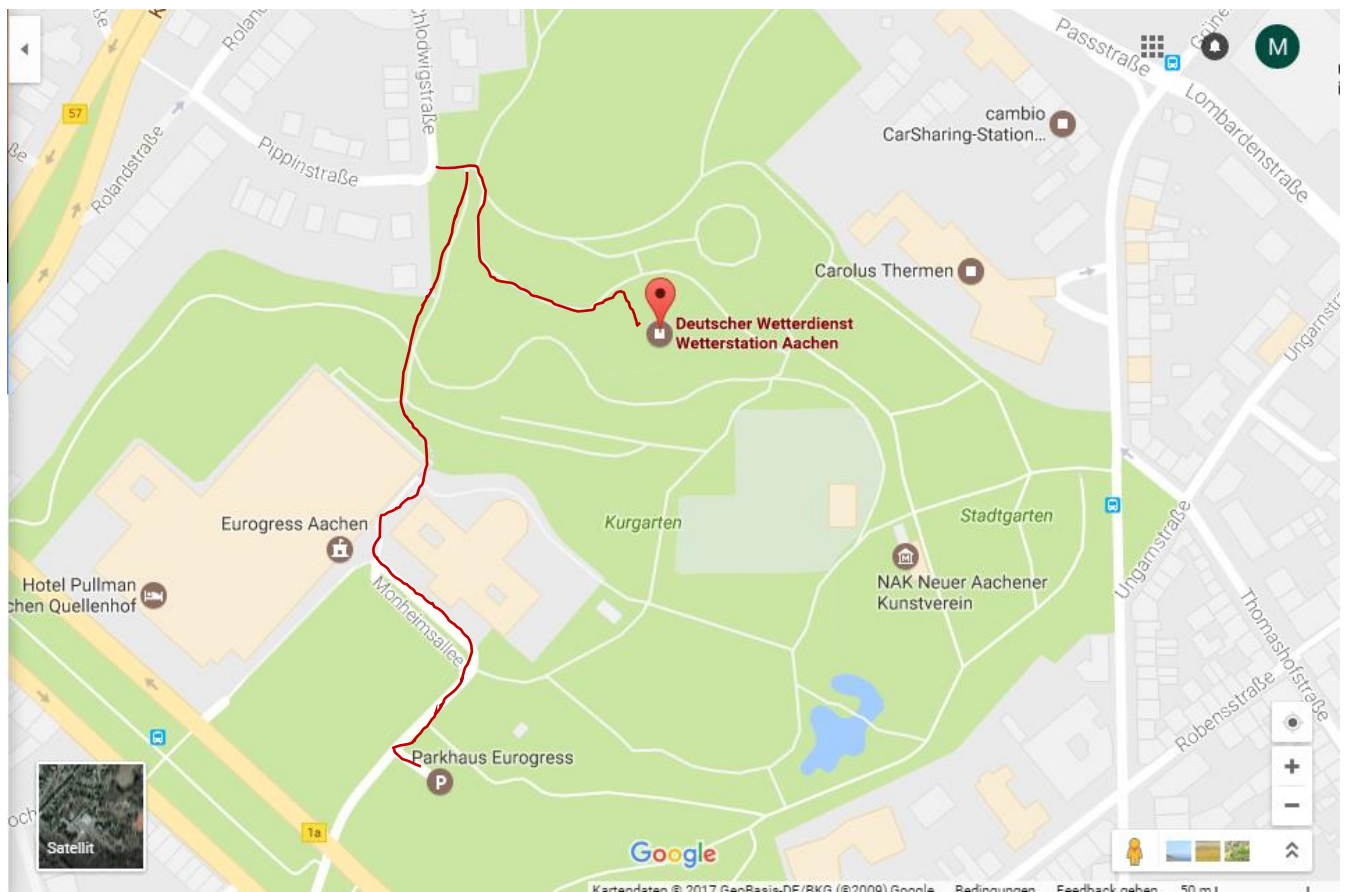 Passstraße
M
cambio
CarSharing-Station...
57
Rolandstraße
Pippinstraße
Lombardenstraße
Carolus Thermen
Deutscher Wetterdienst
Wetterstation Aachen
Ungarnstraße
Kurgarten
Stadtgarten
Eurogress Aachen
Hotel Pullman
chen Quellenhof
NAK Neuer Aachener
Kunstverein
Monheimsallee
Thomashofstraße
Robensstraße
Parkhaus Eurogress
P
1a
Satellit
Google
Kartendaten © 2017 GeoBasis-DE/BKG (©2009) Google Bedingungen Feedback geben 50 m